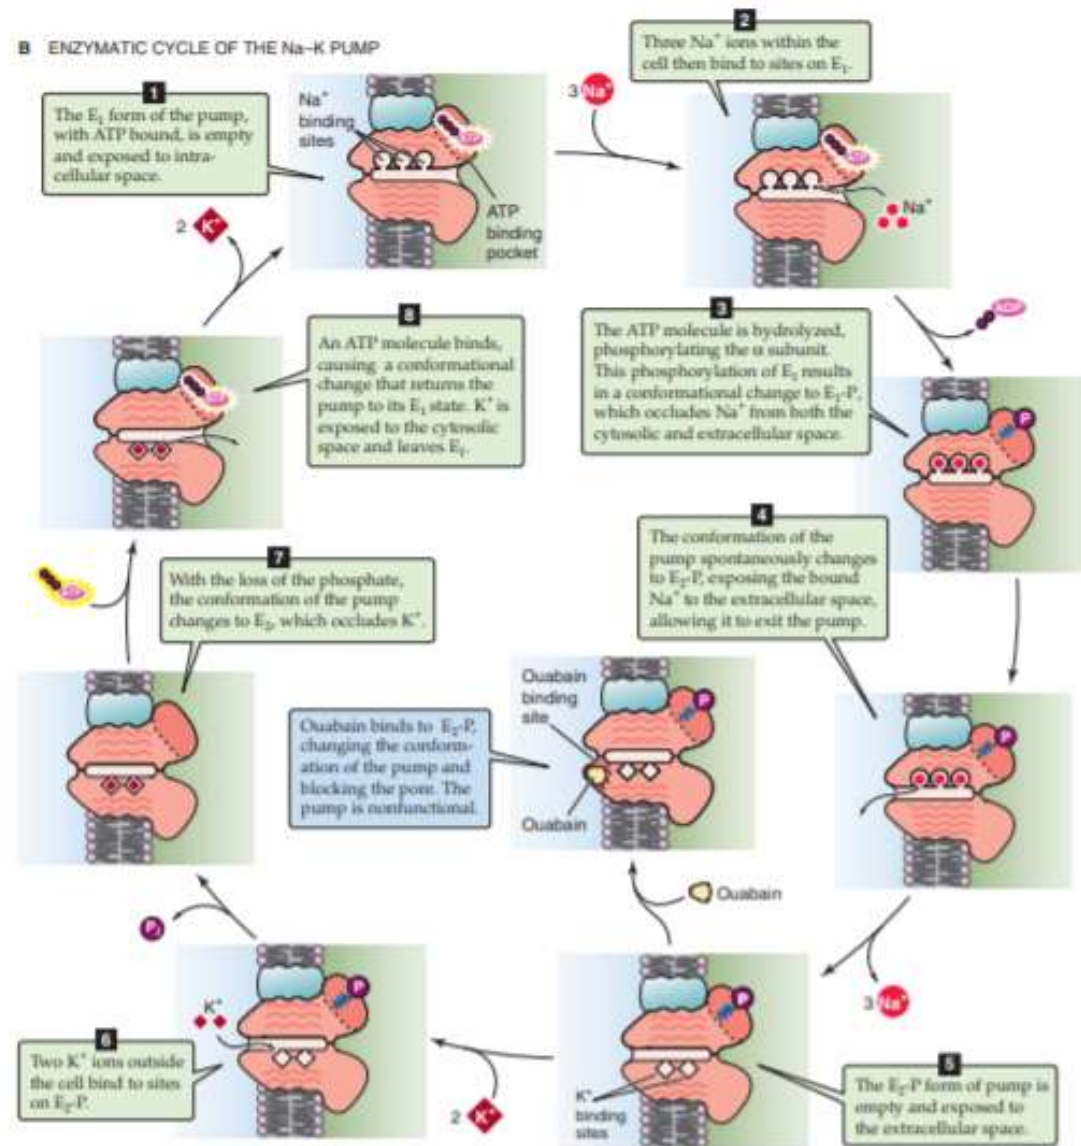 B ENZYMATIC CYCLE OF THE Na–K PUMP
1
The E₁ form of the pump,
with ATP bound, is empty
and exposed to intra-
cellular space.
Na⁺
binding
sites
ATP
binding
pocket
3 Na⁺
2
Three Na⁺ ions within the
cell then bind to sites on E₁.
Na⁺
ADP
3
The ATP molecule is hydrolyzed,
phosphorylating the α subunit.
This phosphorylation of E₁ results
in a conformational change to E₁-P,
which occludes Na⁺ from both the
cytosolic and extracellular space.
P
4
The conformation of the
pump spontaneously changes
to E₂-P, exposing the bound
Na⁺ to the extracellular space,
allowing it to exit the pump.
P
3 Na⁺
5
The E₂-P form of pump is
empty and exposed to
the extracellular space.
P
K⁺
binding
sites
Ouabain
Ouabain
binding
site
P
Ouabain
Ouabain binds to E₂-P,
changing the conform-
ation of the pump and
blocking the pore. The
pump is nonfunctional.
2 K⁺
6
Two K⁺ ions outside
the cell bind to sites
on E₂-P.
K⁺
P
Pᵢ
7
With the loss of the phosphate,
the conformation of the pump
changes to E₂, which occludes K⁺.
8
An ATP molecule binds,
causing a conformational
change that returns the
pump to its E₁ state. K⁺ is
exposed to the cytosolic
space and leaves E₁.
2 K⁺